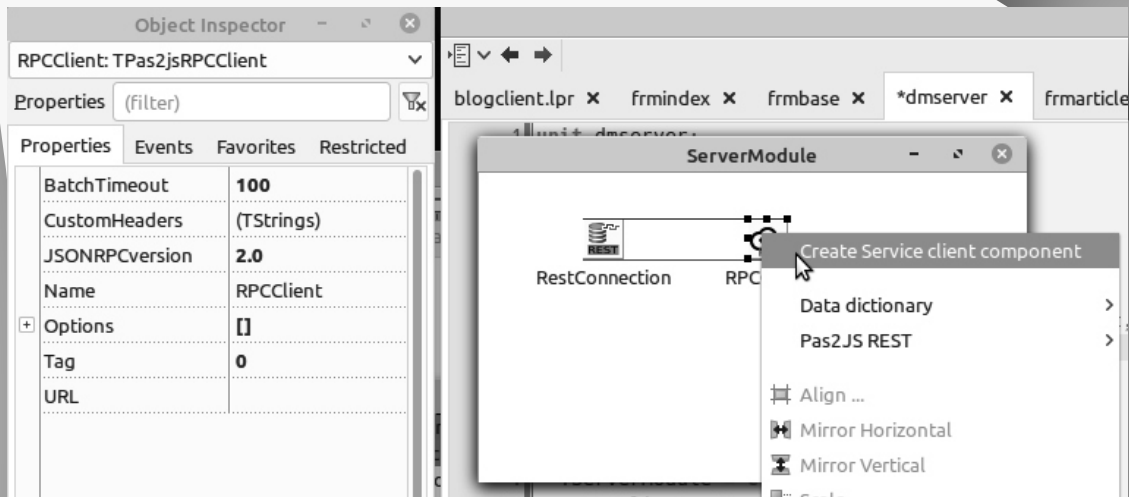 Object Inspector
RPCClient: TPas2jsRPCClient
Properties (filter)
Properties Events Favorites Restricted
BatchTimeout 100
CustomHeaders (TStrings)
JSONRPCversion 2.0
Name RPCClient
Options []
Tag 0
URL
blogclient.lpr frmindex frmbase *dmserver frmarticle
1 unit dmserver;
ServerModule
REST
RestConnection RPC
Create Service client component
Data dictionary
Pas2JS REST
Align ...
Mirror Horizontal
Mirror Vertical